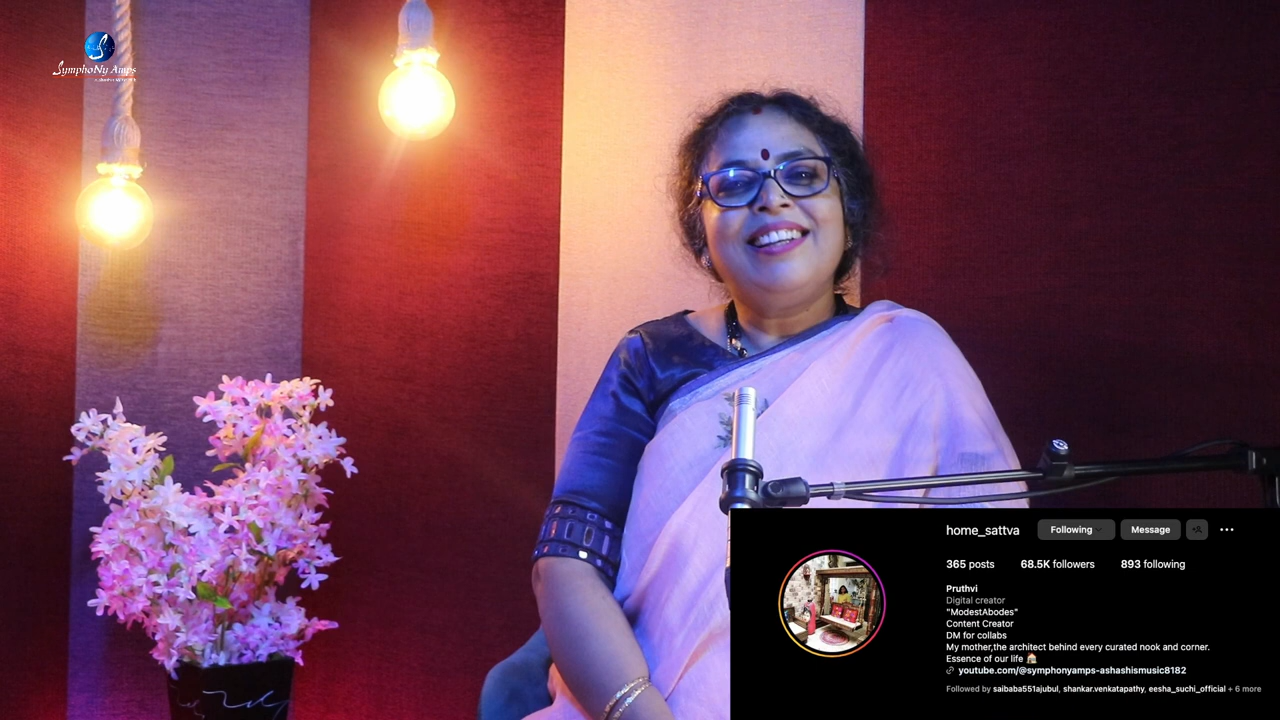 SymphoNy Amps
home_sattva Following Message
365 posts 68.5K followers 893 following
Pruthvi
Digital creator
"ModestAbodes"
Content Creator
DM for collabs
My mother,the architect behind every curated nook and corner.
Essence of our life 🏠
youtube.com/@symphonyamps-ashashismusic8182
Followed by saibaba551ajubul, shankar.venkatapathy, eesha_suchi_official + 6 more